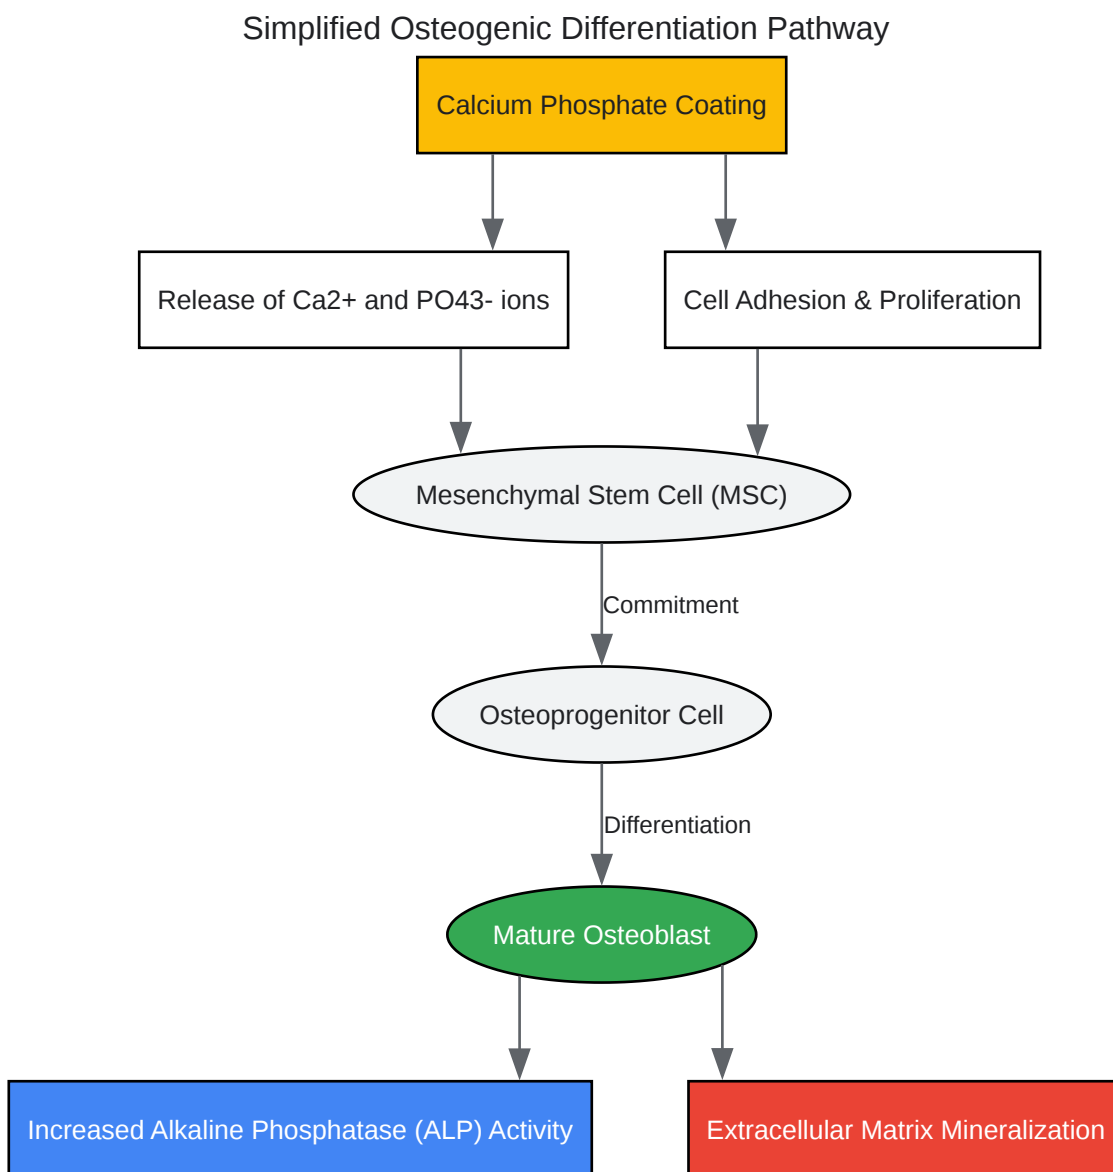 Simplified Osteogenic Differentiation Pathway
Calcium Phosphate Coating
Release of Ca2+ and PO43- ions
Cell Adhesion & Proliferation
Mesenchymal Stem Cell (MSC)
Commitment
Osteoprogenitor Cell
Differentiation
Mature Osteoblast
Increased Alkaline Phosphatase (ALP) Activity
Extracellular Matrix Mineralization